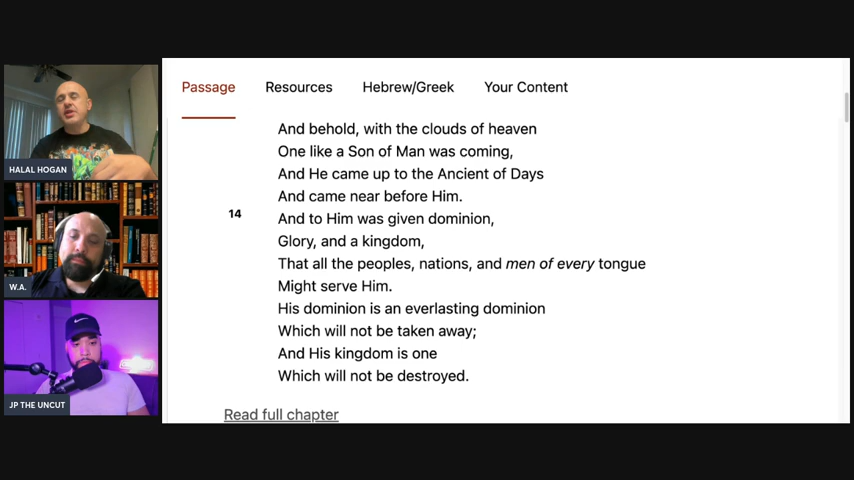 Passage Resources Hebrew/Greek Your Content
And behold, with the clouds of heaven
One like a Son of Man was coming,
And He came up to the Ancient of Days
And came near before Him.
14 And to Him was given dominion,
Glory, and a kingdom,
That all the peoples, nations, and men of every tongue
Might serve Him.
His dominion is an everlasting dominion
Which will not be taken away;
And His kingdom is one
Which will not be destroyed.
Read full chapter
HALAL HOGAN
W.A.
JP THE UNCUT